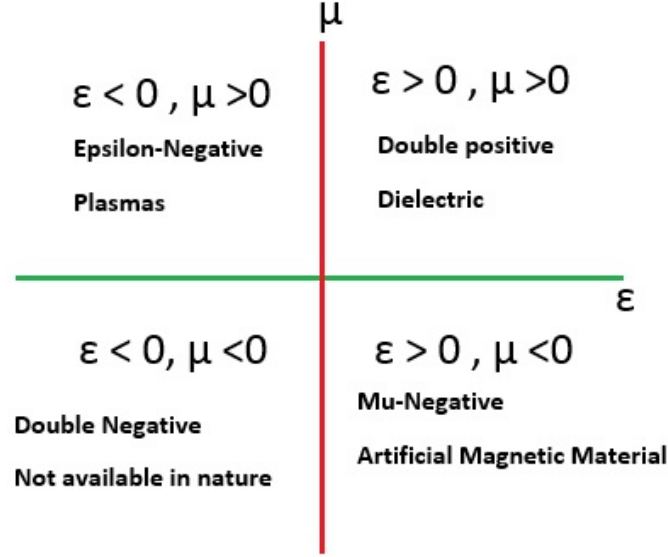 μ
ε < 0 , μ >0
Epsilon-Negative
Plasmas
ε > 0 , μ >0
Double positive
Dielectric
ε
ε < 0, μ <0
Double Negative
Not available in nature
ε > 0 , μ <0
Mu-Negative
Artificial Magnetic Material